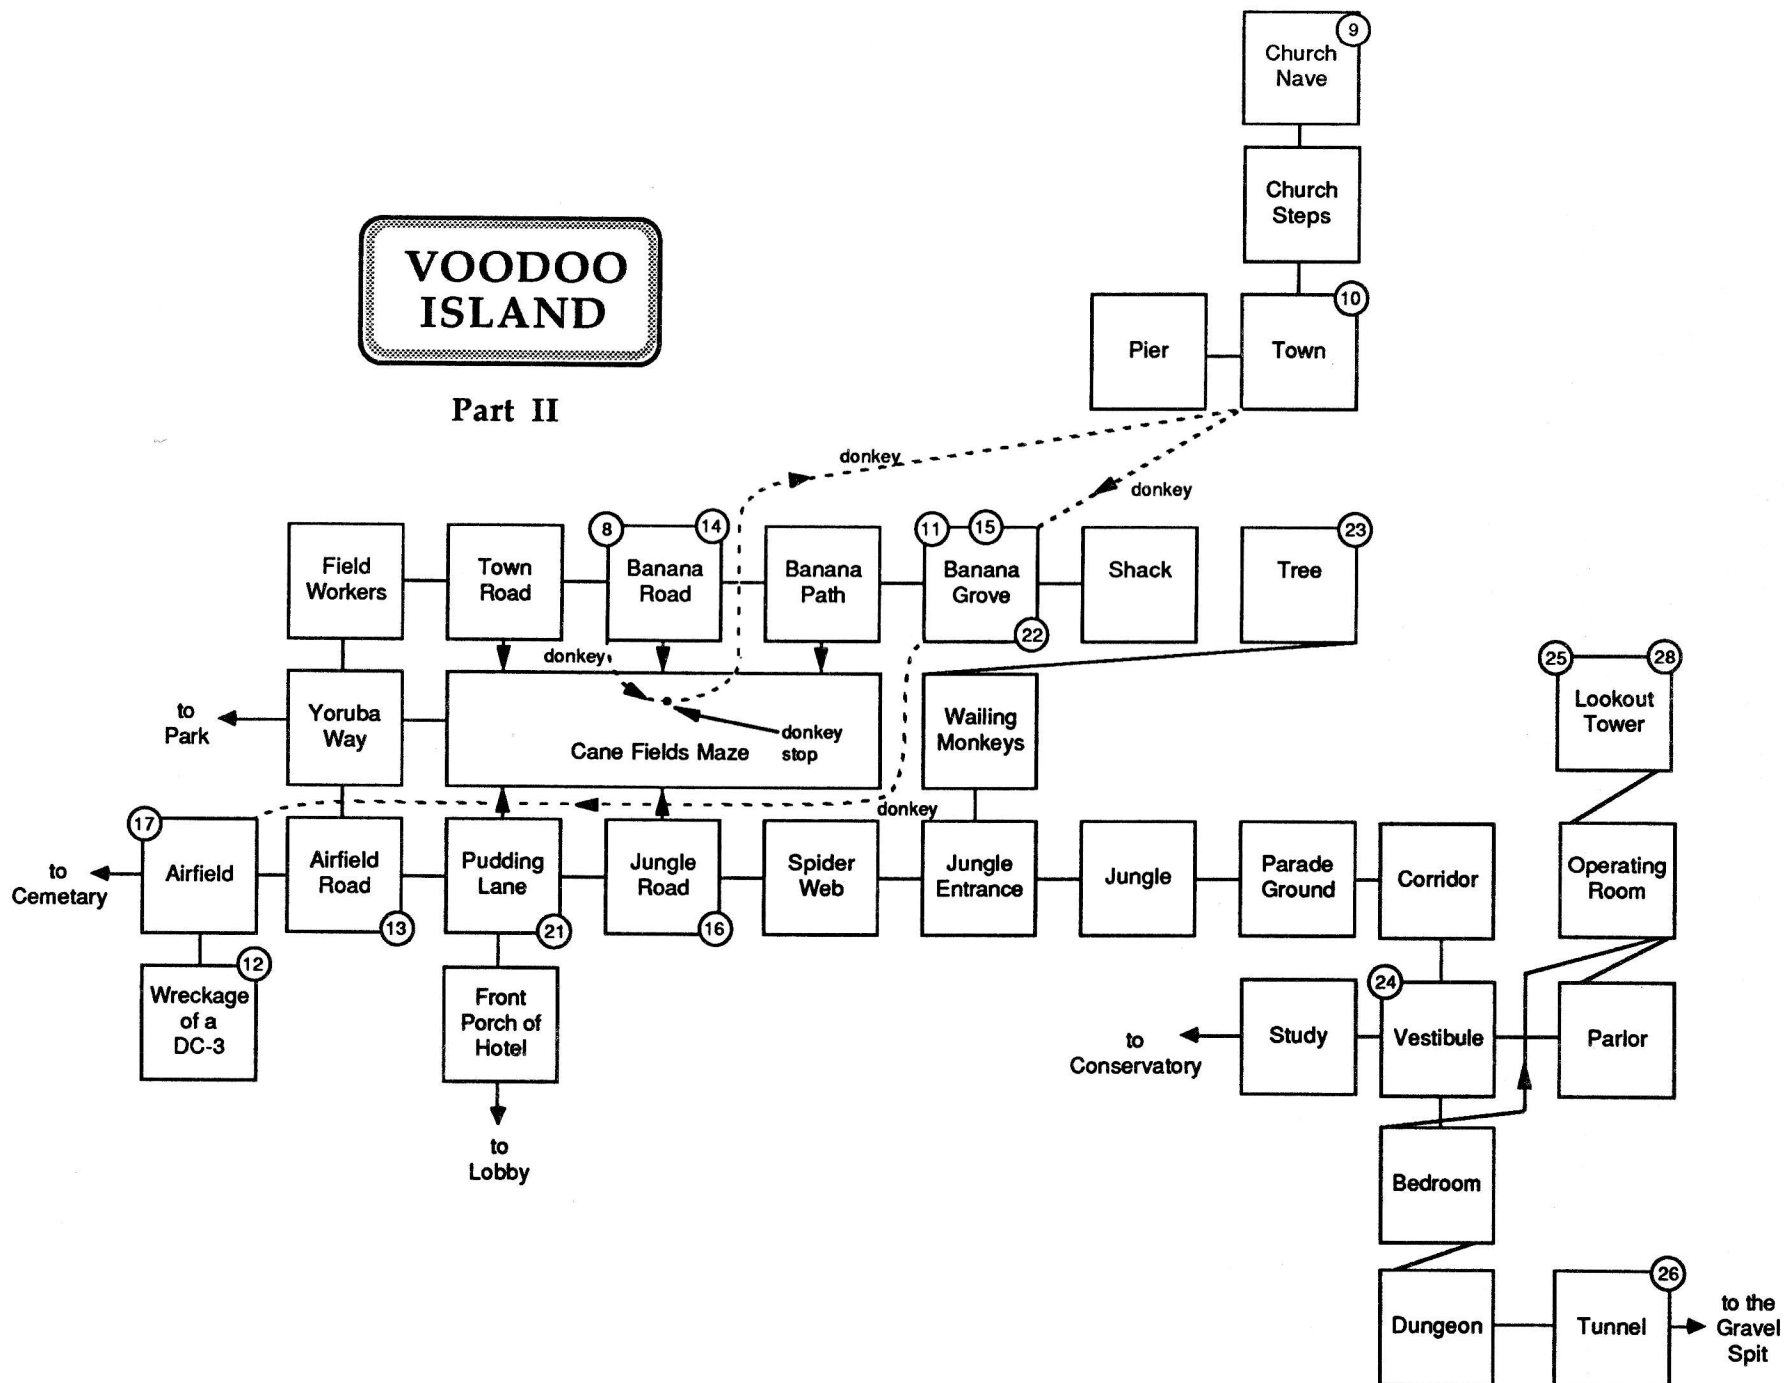 9
Church
Nave
Church
Steps
VOODOO
ISLAND
10
Pier
Town
Part II
donkey
donkey
8
14
11
15
23
Field
Workers
Town
Road
Banana
Road
Banana
Path
Banana
Grove
Shack
Tree
22
donkey
25
28
to
Park
Yoruba
Way
donkey
stop
Cane Fields Maze
Wailing
Monkeys
Lookout
Tower
donkey
17
to
Cemetary
Airfield
Airfield
Road
Pudding
Lane
Jungle
Road
Spider
Web
Jungle
Entrance
Jungle
Parade
Ground
Corridor
Operating
Room
13
21
16
12
Wreckage
of a
DC-3
Front
Porch of
Hotel
24
to
Conservatory
Study
Vestibule
Parlor
to
Lobby
Bedroom
26
Dungeon
Tunnel
to the
Gravel
Spit